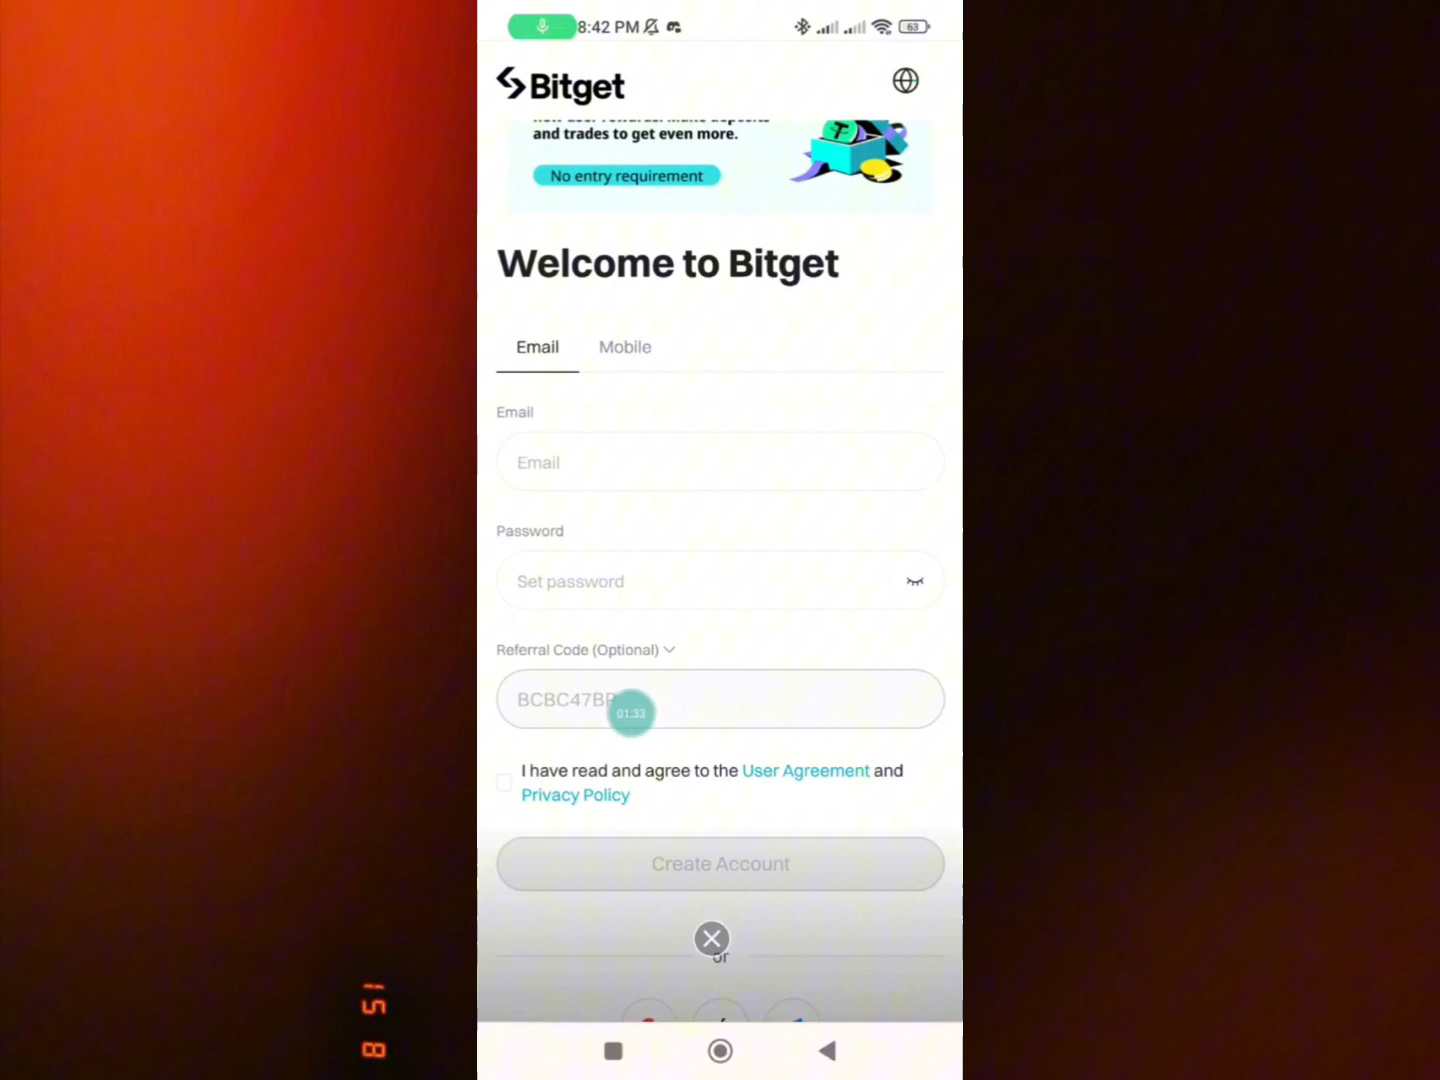 8:42 PM
63
Bitget
and trades to get even more.
No entry requirement
Welcome to Bitget
Email Mobile
Email
Email
Password
Set password
Referral Code (Optional)
01:33
I have read and agree to the User Agreement and
Privacy Policy
Create Account
or